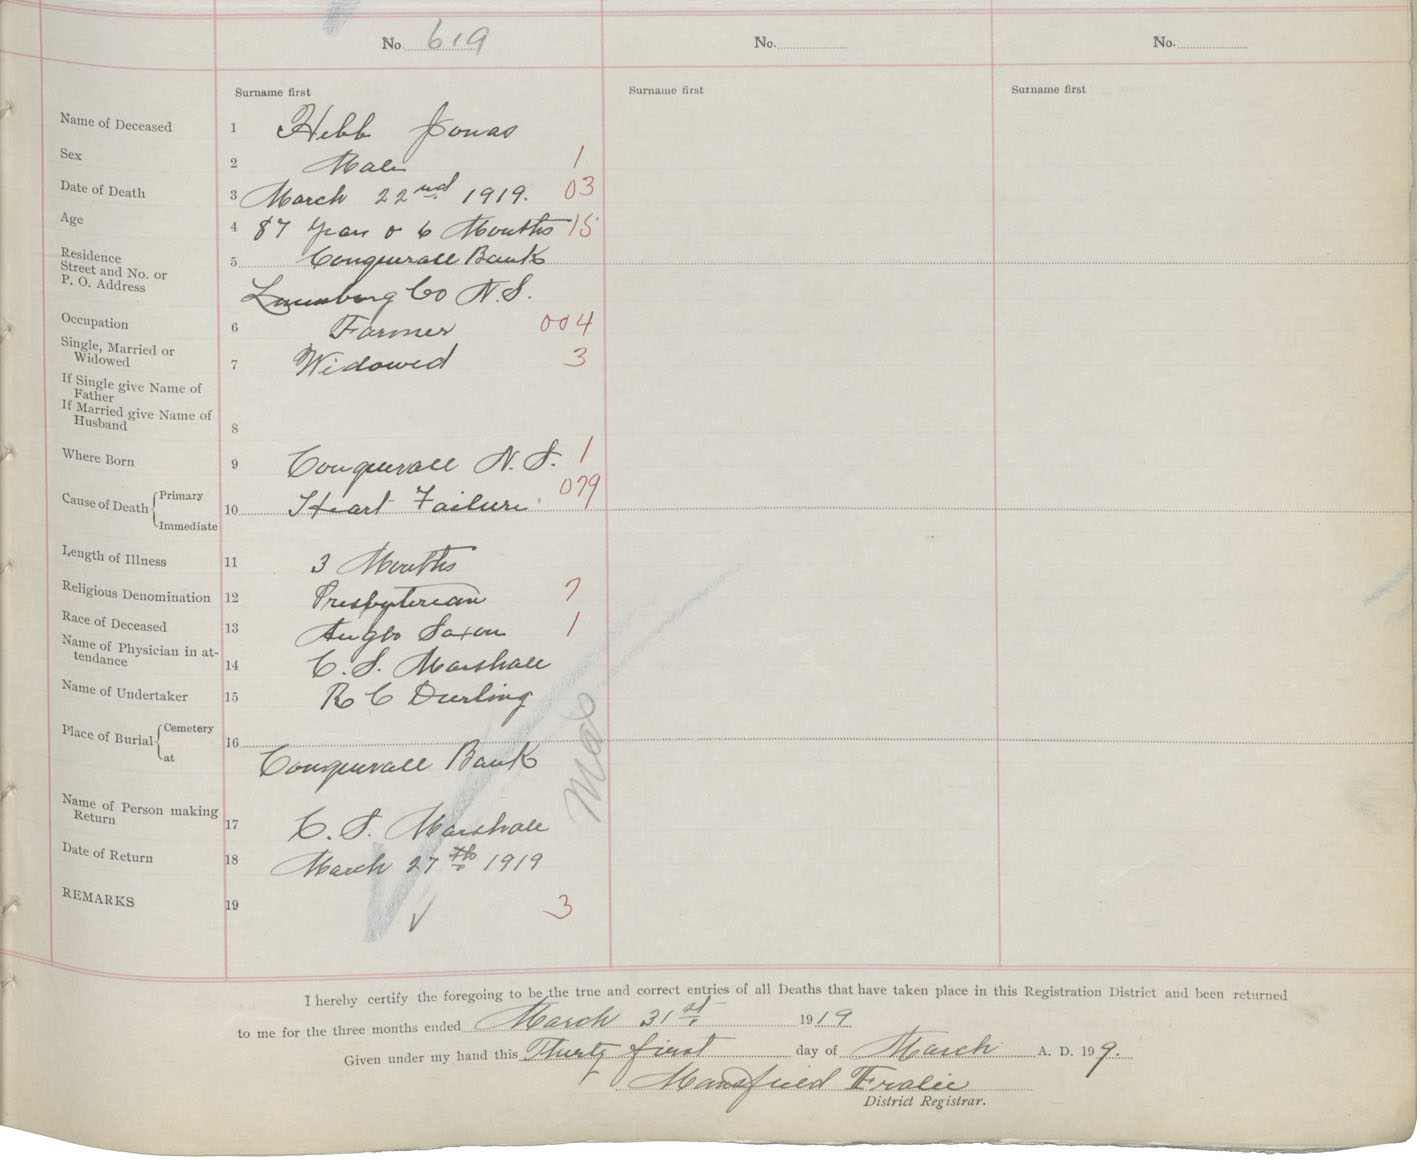 No 619 No. No.
Surname first Surname first Surname first
Name of Deceased 1 Hebb Jonas
Sex 2 Male 1
Date of Death 3 March 22nd 1919. 03
Age 4 87 Years & 6 Months 15
Residence
Street and No. or
P. O. Address
5 Conquerall Bank
Lunenburg Co N.S.
Occupation 6 Farmer 004
Single, Married or
Widowed 7 Widowed 3
If Single give Name of
Father
If Married give Name of
Husband 8
Where Born 9 Conquerall N.S. 1
Cause of Death { Primary
Immediate
10 Heart Failure 079
Length of Illness 11 3 Months
Religious Denomination 12 Presbyterian 7
Race of Deceased 13 Anglo Saxon 1
Name of Physician in at-
tendance 14 C. S. Marshall
Name of Undertaker 15 R C Durling
Place of Burial { Cemetery
at
16 Conquerall Bank
Name of Person making
Return 17 C. S. Marshall
Date of Return 18 March 27th 1919
REMARKS 19 3
I hereby certify the foregoing to be the true and correct entries of all Deaths that have taken place in this Registration District and been returned
to me for the three months ended March 31st 1919
Given under my hand this Thirty first day of March A. D. 199.
Mansfield Fralic
District Registrar.